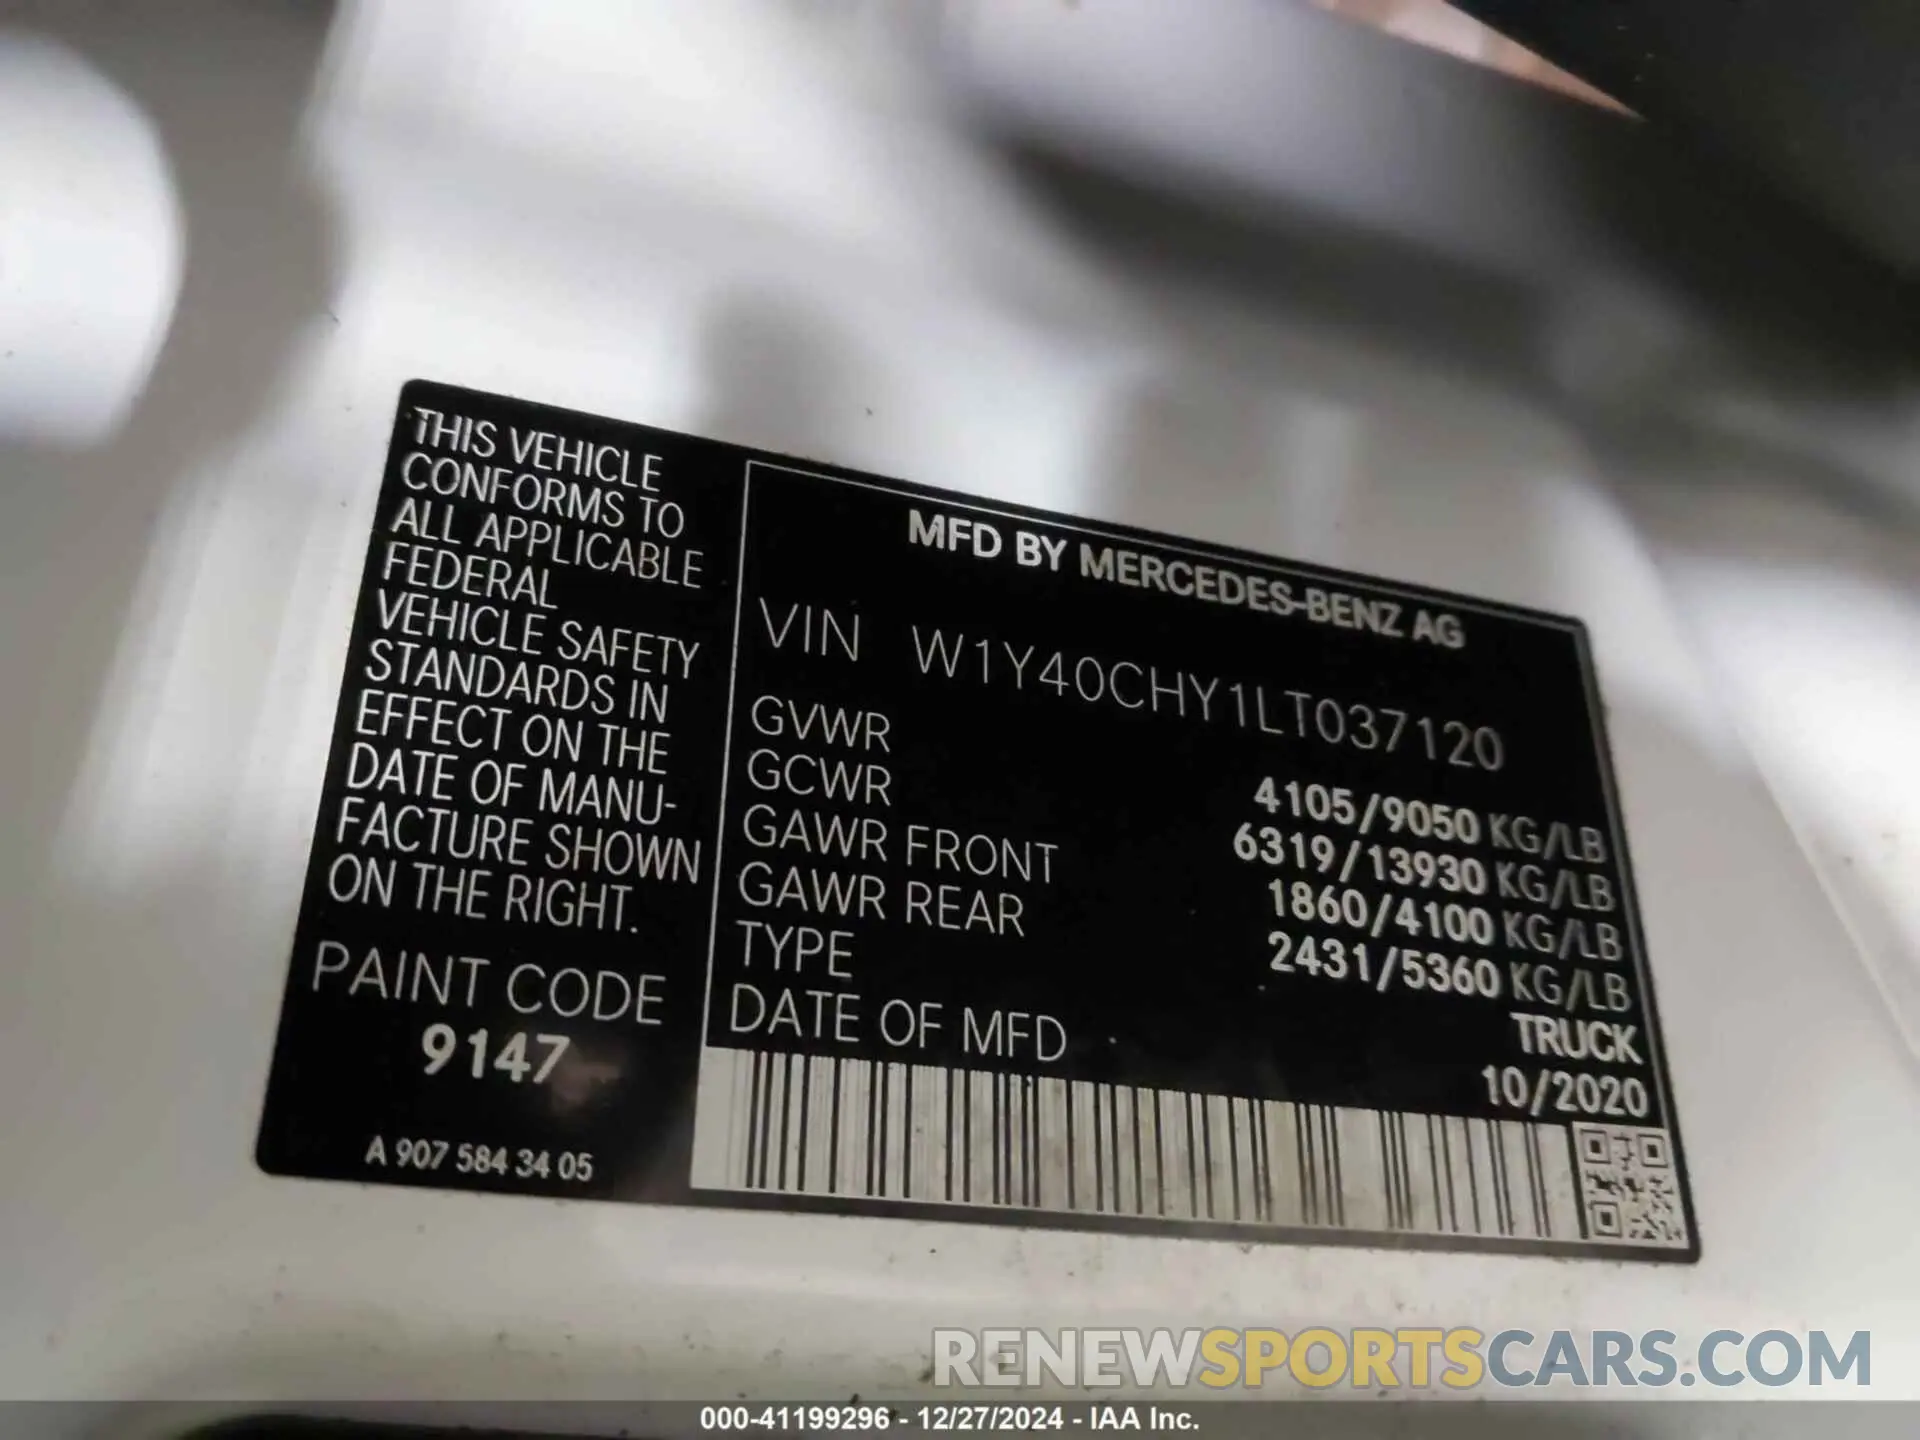 THIS VEHICLE
CONFORMS TO
ALL APPLICABLE
FEDERAL
VEHICLE SAFETY
STANDARDS IN
EFFECT ON THE
DATE OF MANU-
FACTURE SHOWN
ON THE RIGHT.
PAINT CODE
9147
A 907 584 34 05
MFD BY MERCEDES-BENZ AG
VIN W1Y40CHY1LT037120
GVWR 4105/9050 KG/LB
GCWR 6319/13930 KG/LB
GAWR FRONT 1860/4100 KG/LB
GAWR REAR 2431/5360 KG/LB
TYPE TRUCK
DATE OF MFD 10/2020
RENEWSPORTSCARS.COM
000-41199296 - 12/27/2024 - IAA Inc.